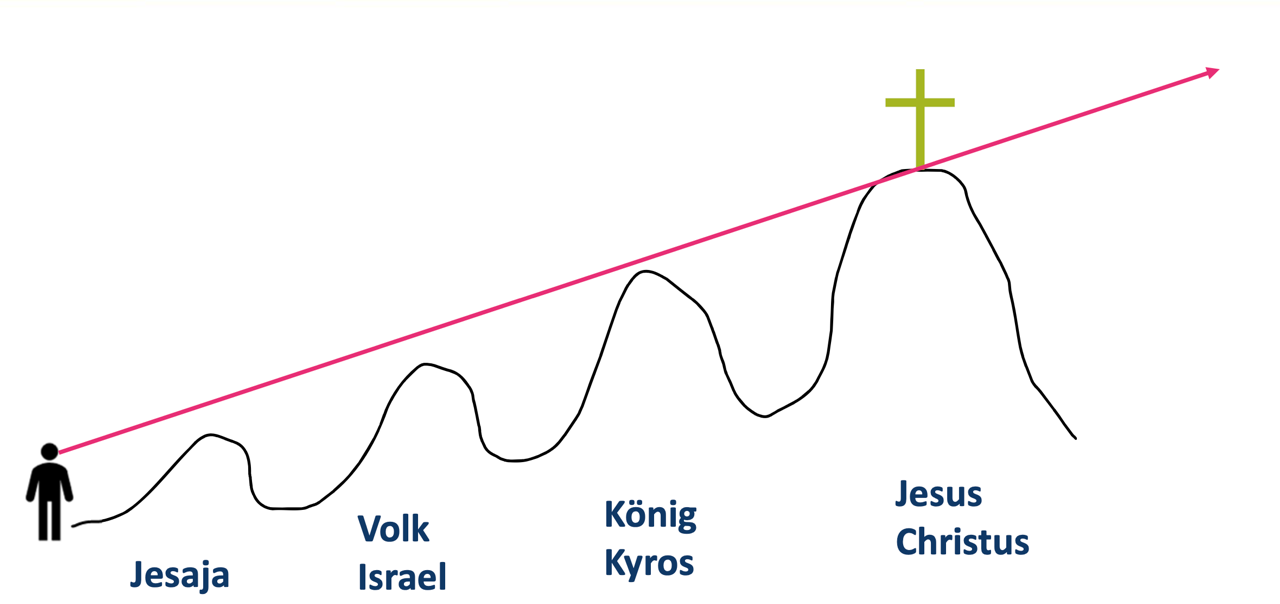 Jesaja
Volk
Israel
König
Kyros
Jesus
Christus